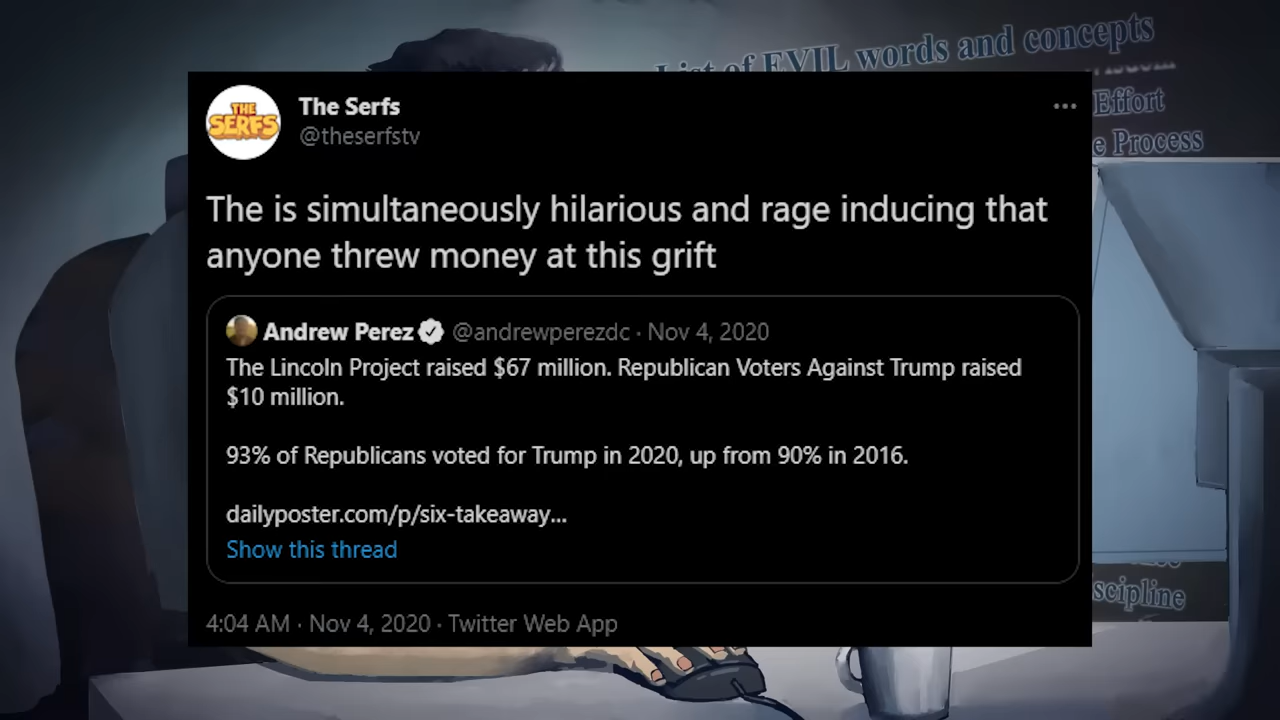 List of EVIL words and concepts
Effort
Process
THE
SERFS
The Serfs
@theserfstv
The is simultaneously hilarious and rage inducing that
anyone threw money at this grift
Andrew Perez @andrewperezdc · Nov 4, 2020
The Lincoln Project raised $67 million. Republican Voters Against Trump raised
$10 million.
93% of Republicans voted for Trump in 2020, up from 90% in 2016.
dailyposter.com/p/six-takeaway...
Show this thread
scipline
4:04 AM · Nov 4, 2020 · Twitter Web App